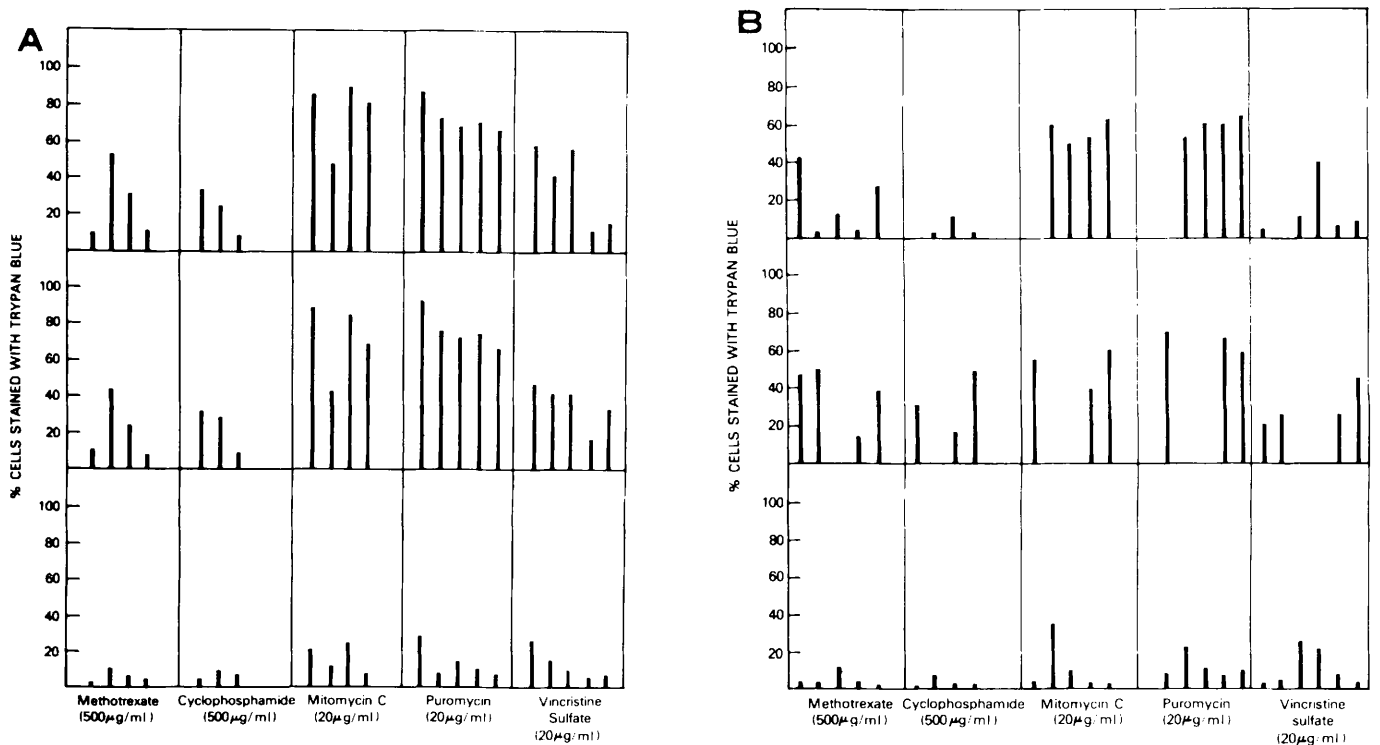 A
% CELLS STAINED WITH TRYPAN BLUE
100
80
60
40
20
100
80
60
40
20
100
80
60
40
20
Methotrexate
(500μg/ml)
Cyclophosphamide
(500μg/ml)
Mitomycin C
(20μg/ml)
Puromycin
(20μg/ml)
Vincristine
Sulfate
(20μg/ml)
B
% CELLS STAINED WITH TRYPAN BLUE
100
80
60
40
20
100
80
60
40
20
100
80
60
40
20
Methotrexate
(500μg/ml)
Cyclophosphamide
(500μg/ml)
Mitomycin C
(20μg/ml)
Puromycin
(20μg/ml)
Vincristine
sulfate
(20μg/ml)